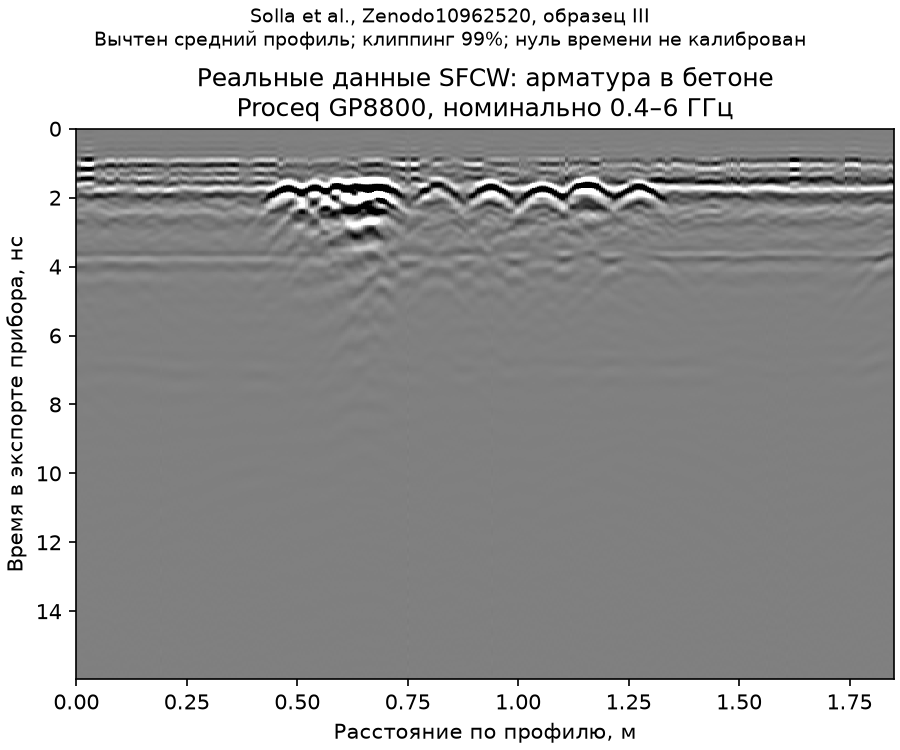 Solla et al., Zenodo10962520, образец III
Вычтен средний профиль; клиппинг 99%; нуль времени не калиброван
Реальные данные SFCW: арматура в бетоне
Proceq GP8800, номинально 0.4–6 ГГц
0
2
4
6
8
10
12
14
Время в экспорте прибора, нс
0.00 0.25 0.50 0.75 1.00 1.25 1.50 1.75
Расстояние по профилю, м